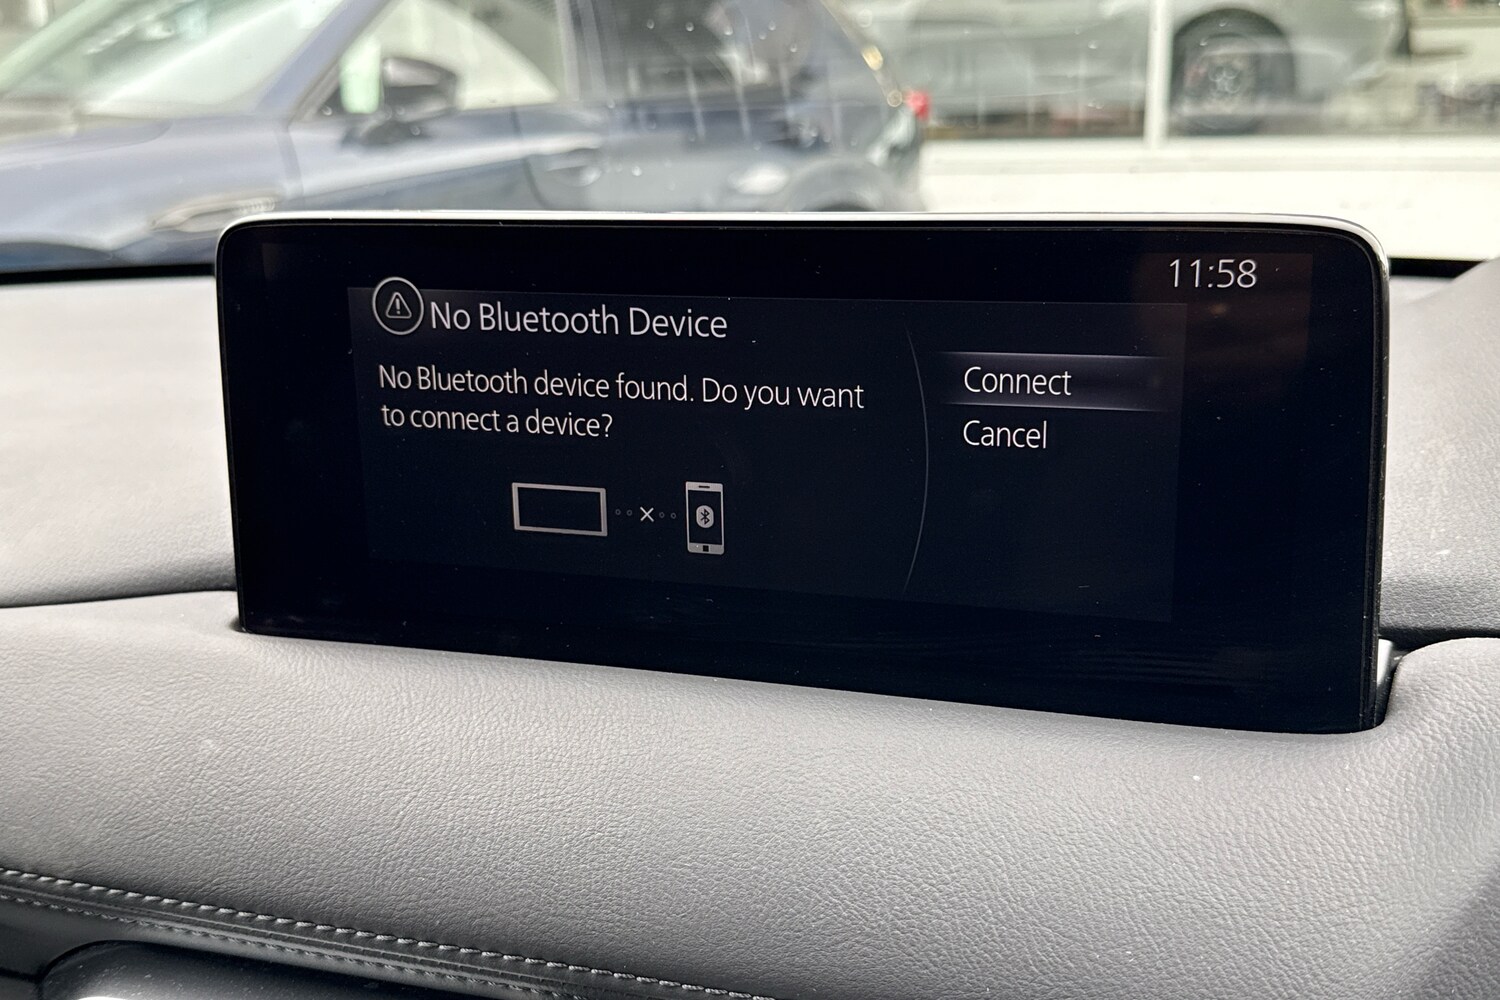 11:58
No Bluetooth Device
No Bluetooth device found. Do you want
to connect a device?
Connect
Cancel